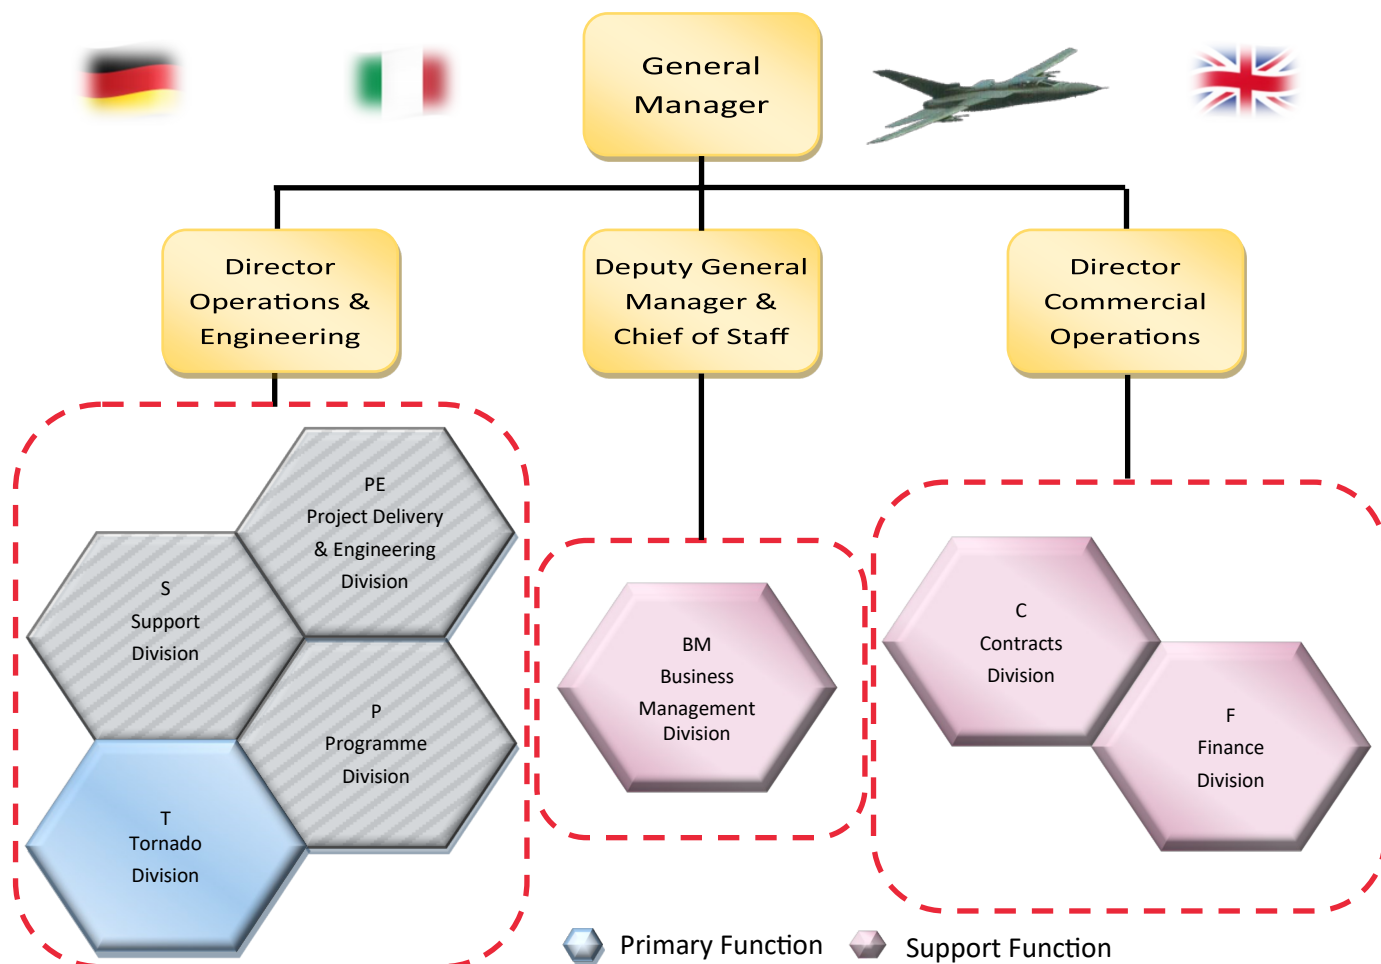 General
Manager
Director
Operations &
Engineering
Deputy General
Manager &
Chief of Staff
Director
Commercial
Operations
PE
Project Delivery
& Engineering
Division
S
Support
Division
P
Programme
Division
T
Tornado
Division
BM
Business
Management
Division
C
Contracts
Division
F
Finance
Division
Primary Function
Support Function